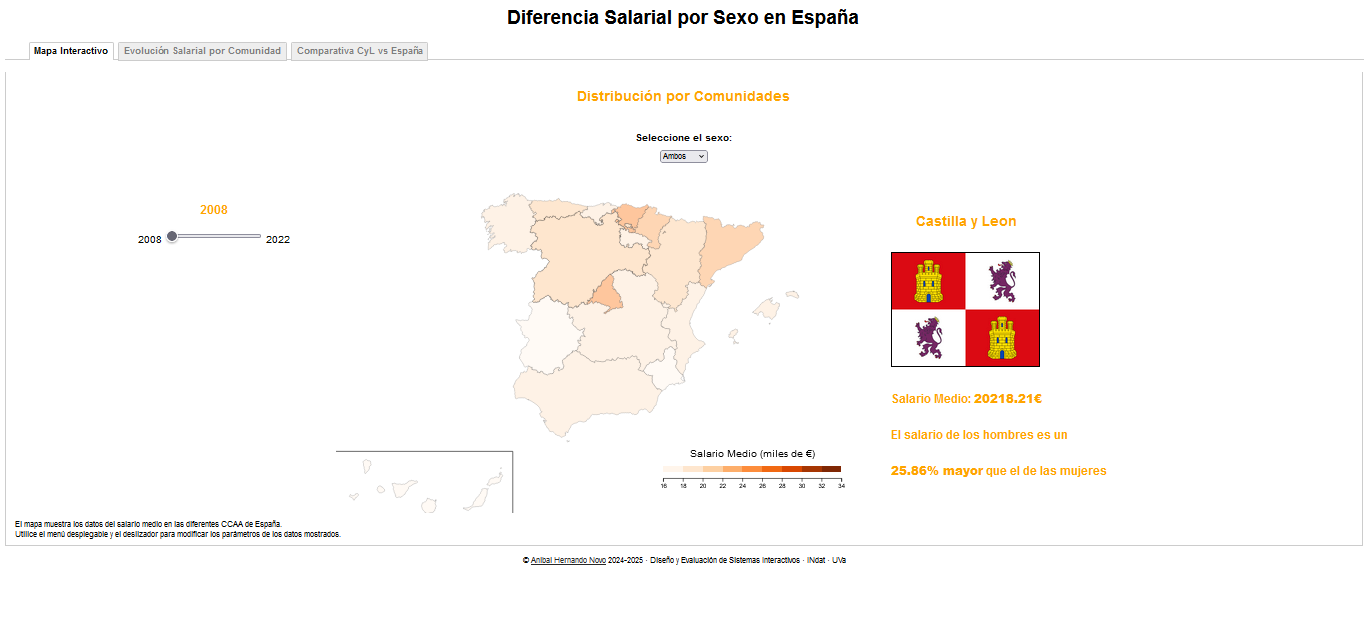 Diferencia Salarial por Sexo en España
Mapa Interactivo
Evolución Salarial por Comunidad
Comparativa CyL vs España
Distribución por Comunidades
Seleccione el sexo:
Ambos
2008
2008
2022
Castilla y Leon
Salario Medio: 20218.21€
El salario de los hombres es un
25.86% mayor que el de las mujeres
Salario Medio (miles de €)
16 18 20 22 24 26 28 30 32 34
El mapa muestra los datos del salario medio en las diferentes CCAA de España.
Utilice el menú desplegable y el deslizador para modificar los parámetros de los datos mostrados.
© Anibal Hernando Novo 2024-2025 · Diseño y Evaluación de Sistemas Interactivos · INdat · UVa